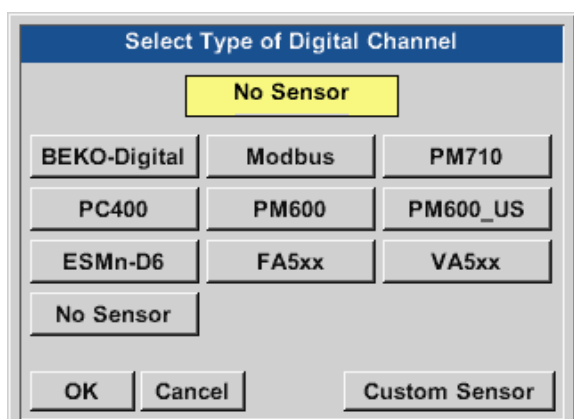 Select Type of Digital Channel
No Sensor
BEKO-Digital Modbus PM710
PC400 PM600 PM600_US
ESMn-D6 FA5xx VA5xx
No Sensor
OK Cancel Custom Sensor